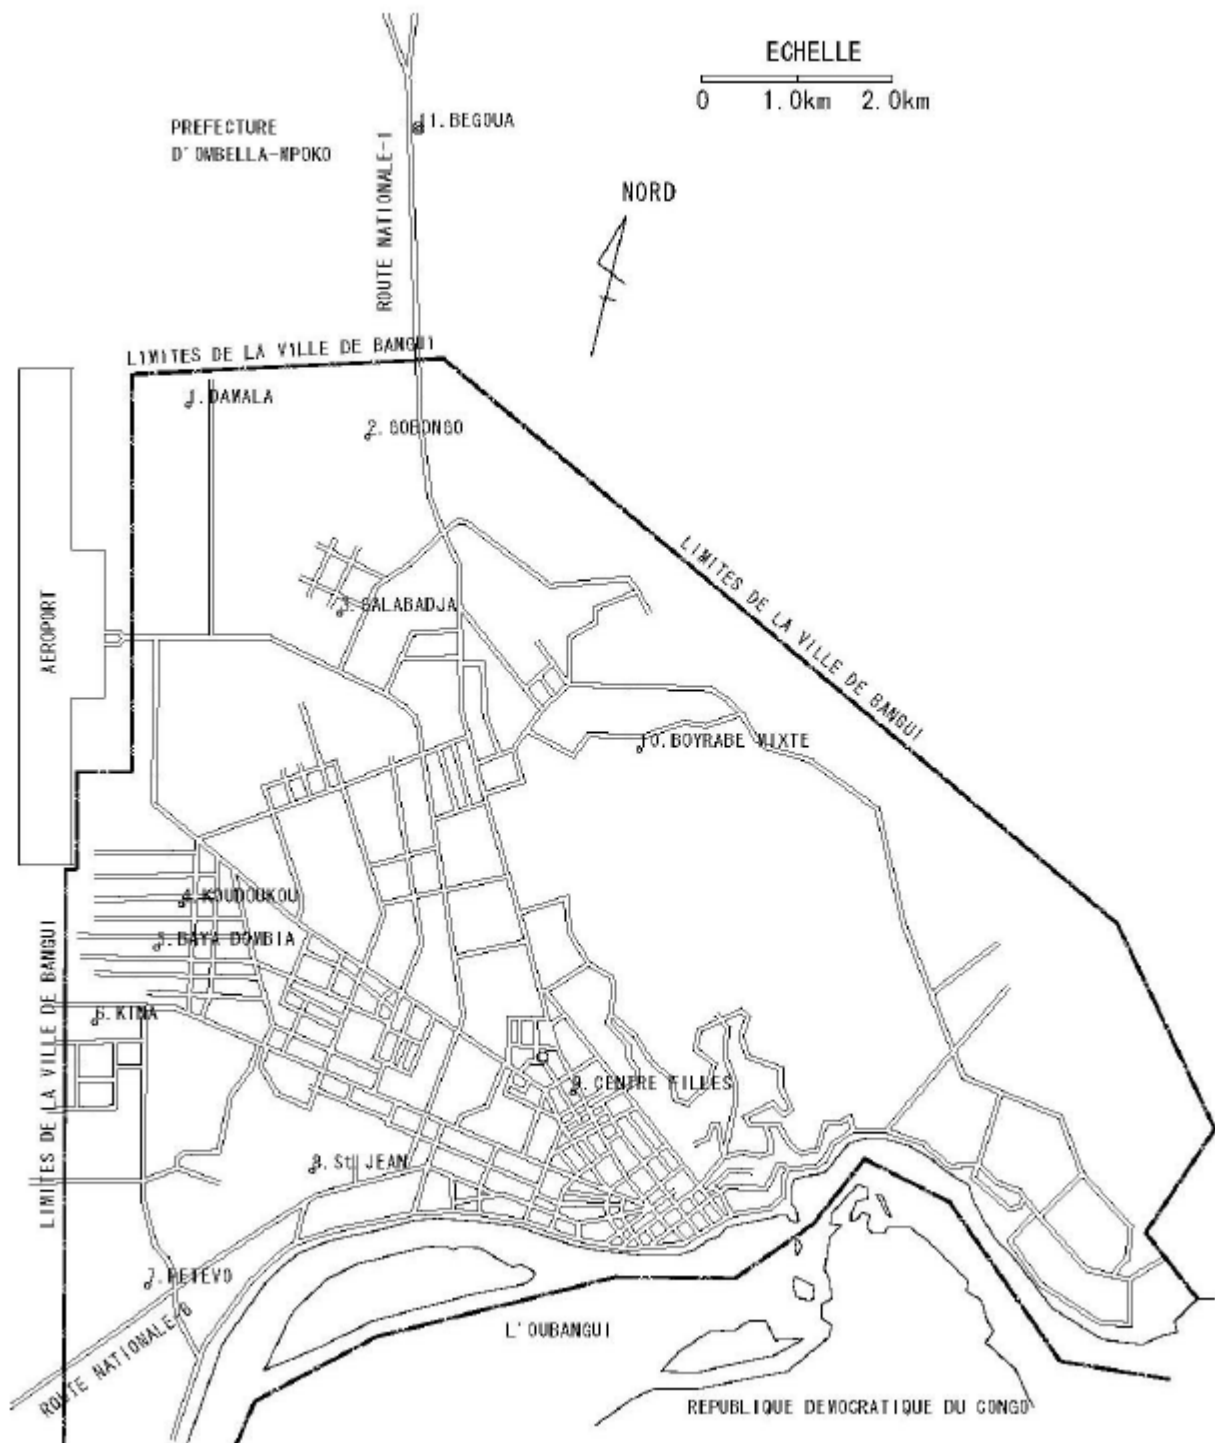 ECHELLE
0 1.0km 2.0km
11.BEGOUA
PREFECTURE
D'OMBELLA-MPOKO
ROUTE NATIONALE-1
NORD
LIMITES DE LA VILLE DE BANGUI
1.DAMALA
2.GOBONGO
LIMITES DE LA VILLE DE BANGUI
AEROPORT
3.GALABADJA
10.BOYRABE MIXTE
4.KOUDOUKOU
5.BAYA DOMBIA
LIMITES DE LA VILLE DE BANGUI
6.KINA
9.CENTRE FILLES
8.St JEAN
7.PETEVO
ROUTE NATIONALE-6
L'OUBANGUI
REPUBLIQUE DEMOCRATIQUE DU CONGO